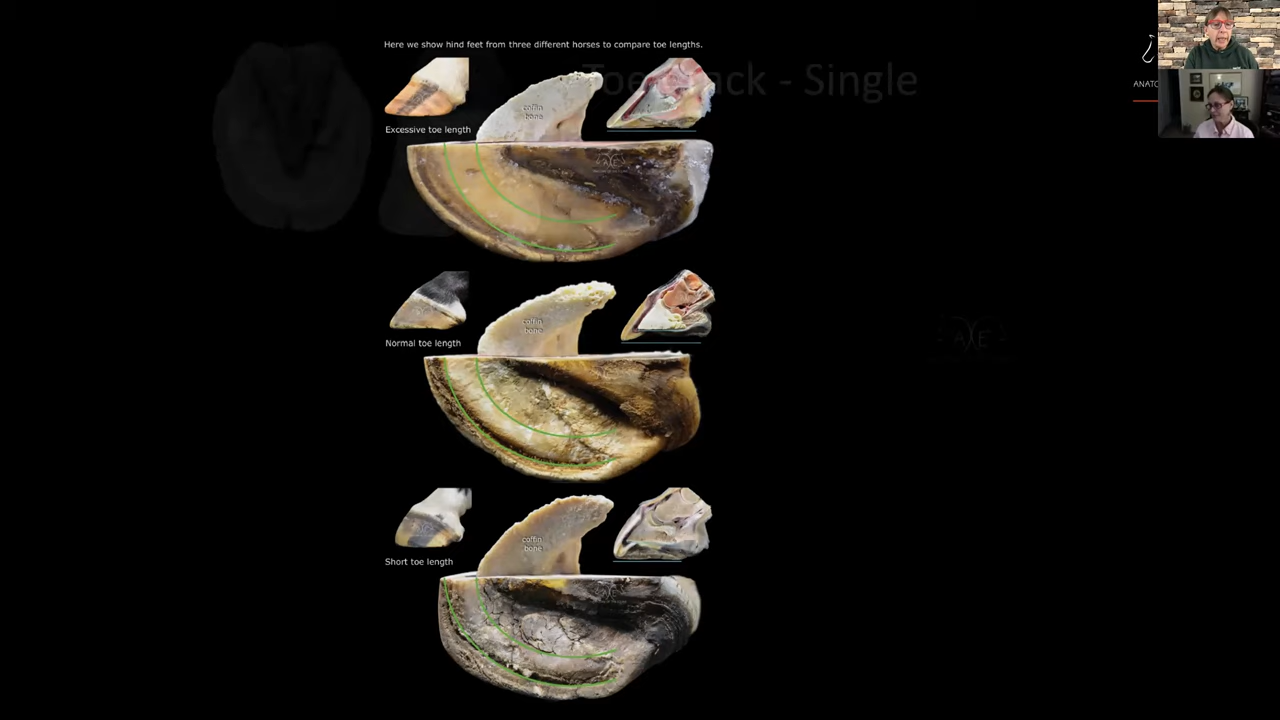 Here we show hind feet from three different horses to compare toe lengths.
Toe Crack - Single
coffin
bone
Excessive toe length
A E
coffin
bone
Normal toe length
A E
coffin
bone
Short toe length
A E